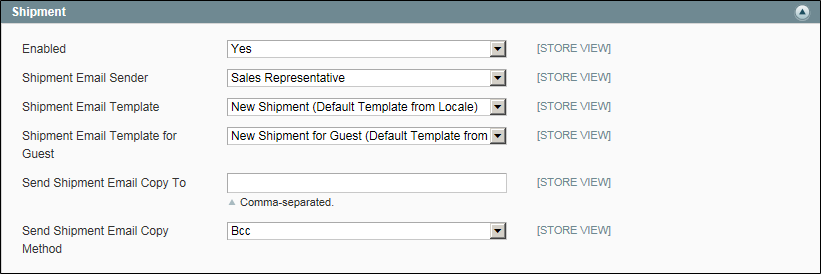 Shipment
Enabled Yes [STORE VIEW]
Shipment Email Sender Sales Representative [STORE VIEW]
Shipment Email Template New Shipment (Default Template from Locale) [STORE VIEW]
Shipment Email Template for New Shipment for Guest (Default Template from [STORE VIEW]
Guest
Send Shipment Email Copy To [STORE VIEW]
Comma-separated.
Send Shipment Email Copy Bcc [STORE VIEW]
Method